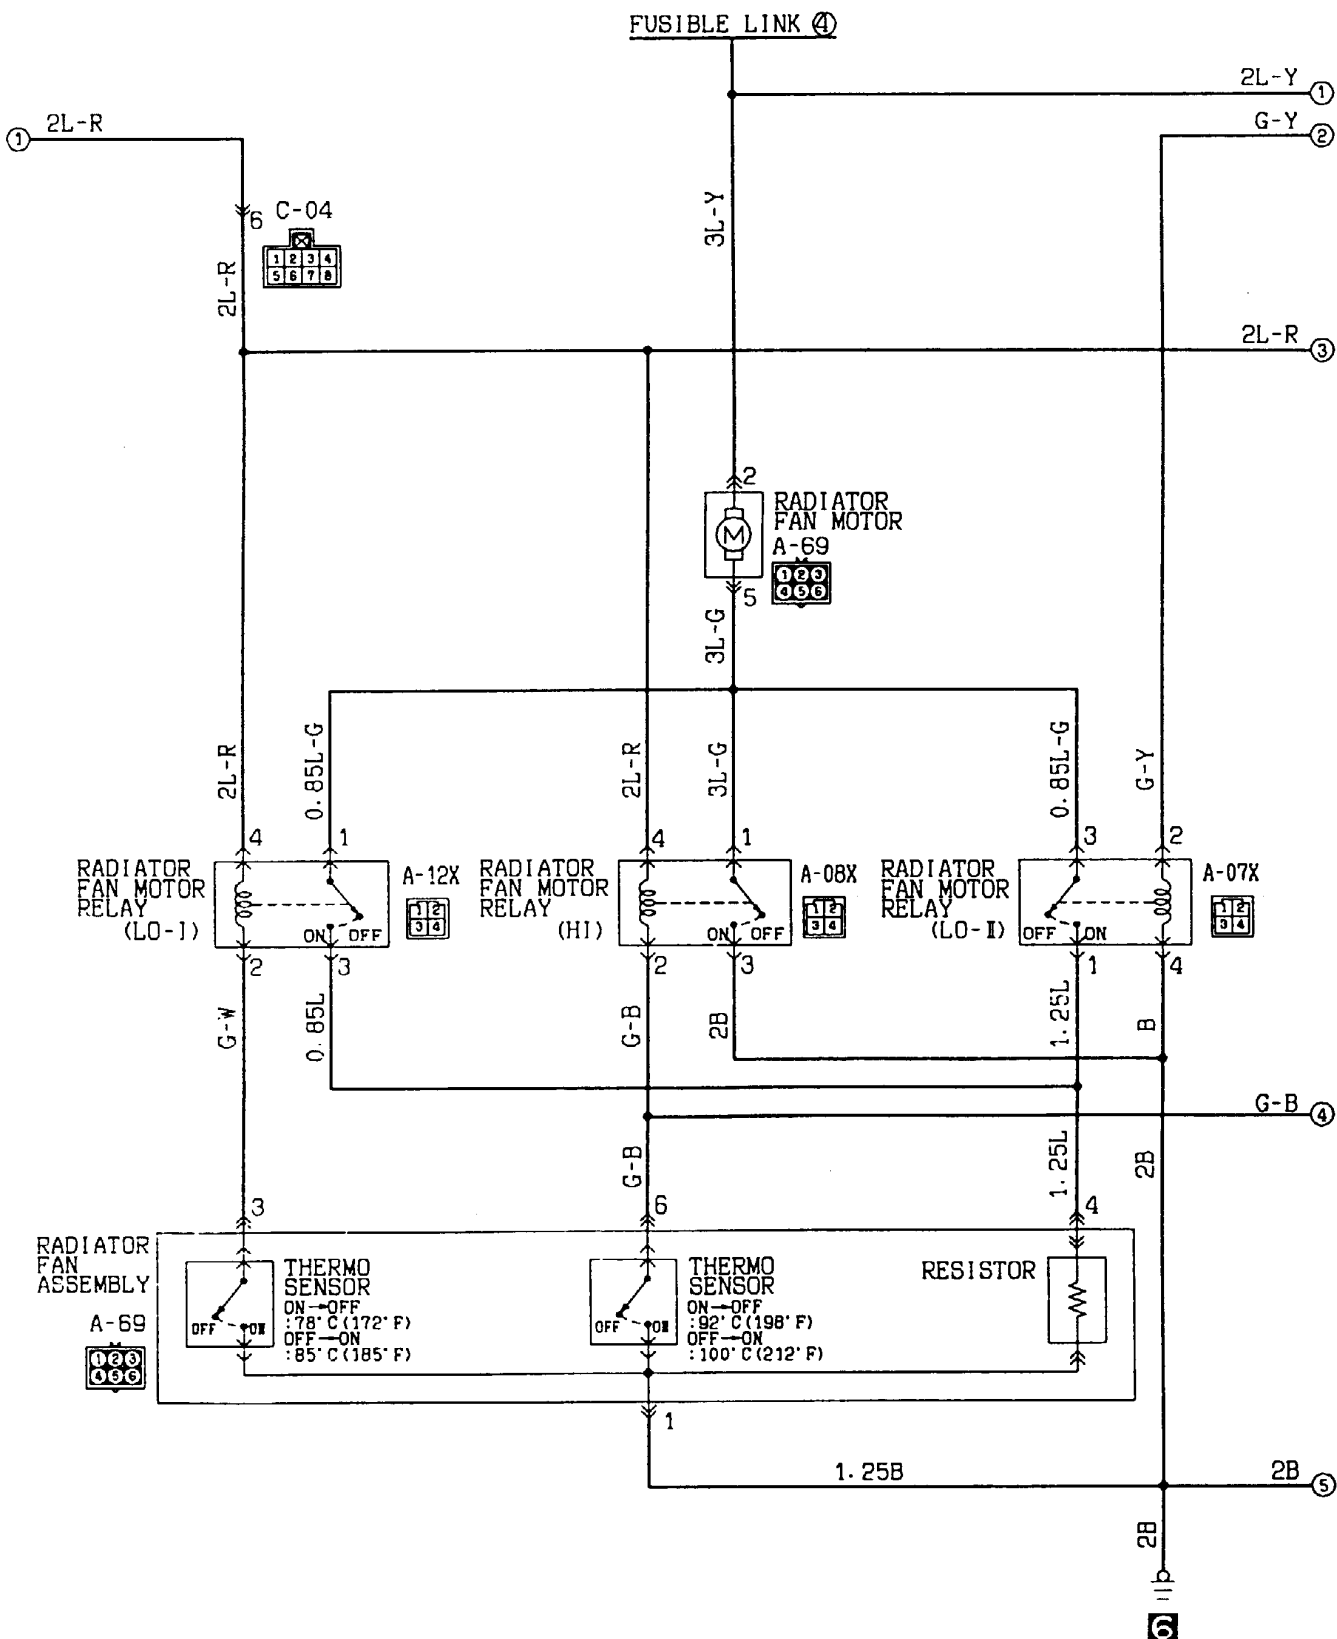 FUSIBLE LINK ④
2L-Y ①
G-Y ②
① 2L-R
6 C-04
1 2 3 4
5 6 7 8
2L-R
3L-Y
2L-R ③
2
RADIATOR
FAN MOTOR
A-69
1 2 3
4 5 6
5
3L-G
2L-R
0.85L-G
2L-R
3L-G
0.85L-G
G-Y
4 1 4 1 3 2
RADIATOR
FAN MOTOR
RELAY
(LO-I)
ON OFF
A-12X
1 2
3 4
RADIATOR
FAN MOTOR
RELAY
(HI)
ON OFF
A-08X
1 2
3 4
RADIATOR
FAN MOTOR
RELAY
(LO-II)
OFF ON
A-07X
1 2
3 4
2 3 2 3 1 4
G-W
0.85L
G-B
2B
1.25L
B
G-B ④
G-B
1.25L
2B
3 6 4
RADIATOR
FAN
ASSEMBLY
A-69
1 2 3
4 5 6
OFF ON
THERMO
SENSOR
ON→OFF
:78°C(172°F)
OFF→ON
:85°C(185°F)
OFF ON
THERMO
SENSOR
ON→OFF
:92°C(198°F)
OFF→ON
:100°C(212°F)
RESISTOR
1
1.25B
2B ⑤
2B
6